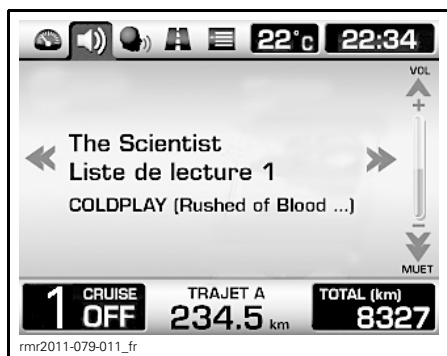 22°c 22:34
VOL
+
The Scientist
Liste de lecture 1
COLDPLAY (Rushed of Blood ...)
−
MUET
1 CRUISE OFF
TRAJET A
234.5 km
TOTAL (km)
8327
rmr2011-079-011_fr